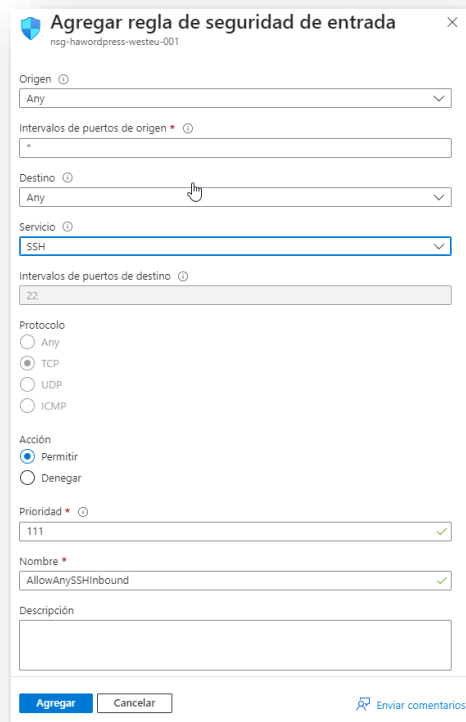 Agregar regla de seguridad de entrada
nsg-hawordpress-westeu-001
Origen
Any
Intervalos de puertos de origen *
*
Destino
Any
Servicio
SSH
Intervalos de puertos de destino
22
Protocolo
Any
TCP
UDP
ICMP
Acción
Permitir
Denegar
Prioridad *
111
Nombre *
AllowAnySSHInbound
Descripción
Agregar Cancelar Enviar comentarios